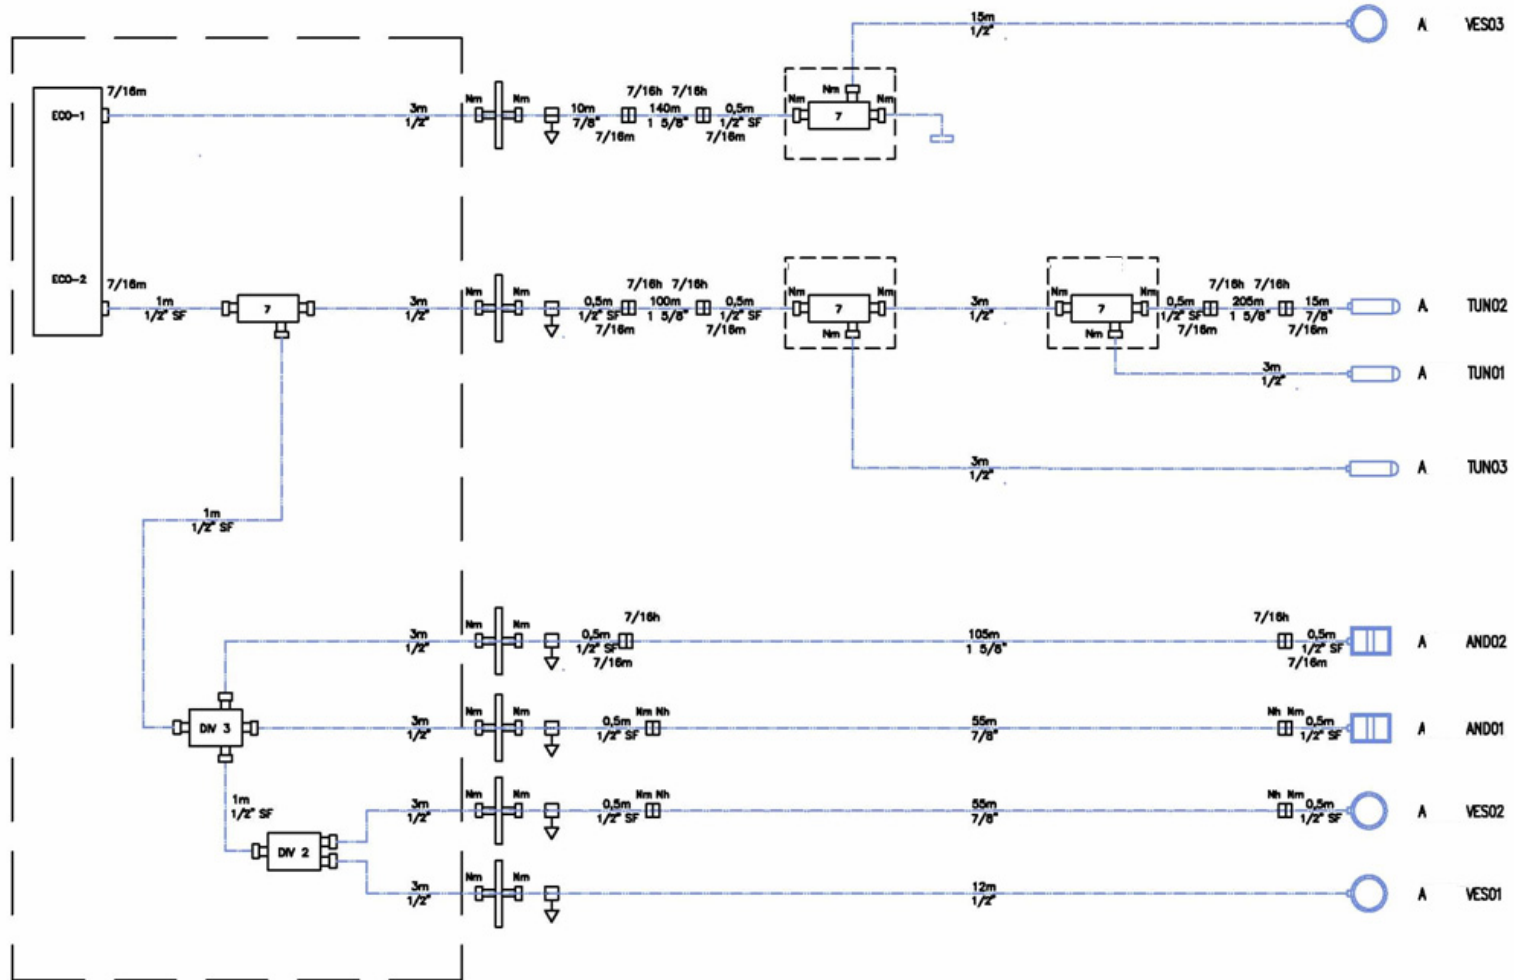 15m
1/2"
A VES03
7/16m
ECO-1
3m
1/2"
Nm Nm
10m
7/8"
7/16h 7/16h
140m
1 5/8"
0,5m
1/2" SF
7/16m 7/16m
Nm Nm Nm
7
ECO-2
7/16m
1m
1/2" SF
7
3m
1/2"
Nm Nm
0,5m
1/2" SF
7/16h 7/16h
100m
1 5/8"
0,5m
1/2" SF
7/16m 7/16m
Nm Nm
7
Nm
3m
1/2"
Nm Nm
7
Nm
0,5m
1/2" SF
7/16h 7/16h
205m
1 5/8"
15m
7/8"
7/16m 7/16m
A TUN02
3m
1/2"
A TUN01
3m
1/2"
A TUN03
1m
1/2" SF
3m
1/2"
Nm Nm
0,5m
1/2" SF
7/16h
7/16m
105m
1 5/8"
7/16h
0,5m
1/2" SF
7/16m
A AND02
DIV 3
3m
1/2"
Nm Nm
0,5m
1/2" SF
Nm Nh
55m
7/8"
Nh Nm
0,5m
1/2" SF
A AND01
1m
1/2" SF
3m
1/2"
Nm Nm
0,5m
1/2" SF
Nm Nh
55m
7/8"
Nh Nm
0,5m
1/2" SF
A VES02
DIV 2
3m
1/2"
Nm Nm
12m
1/2"
A VES01